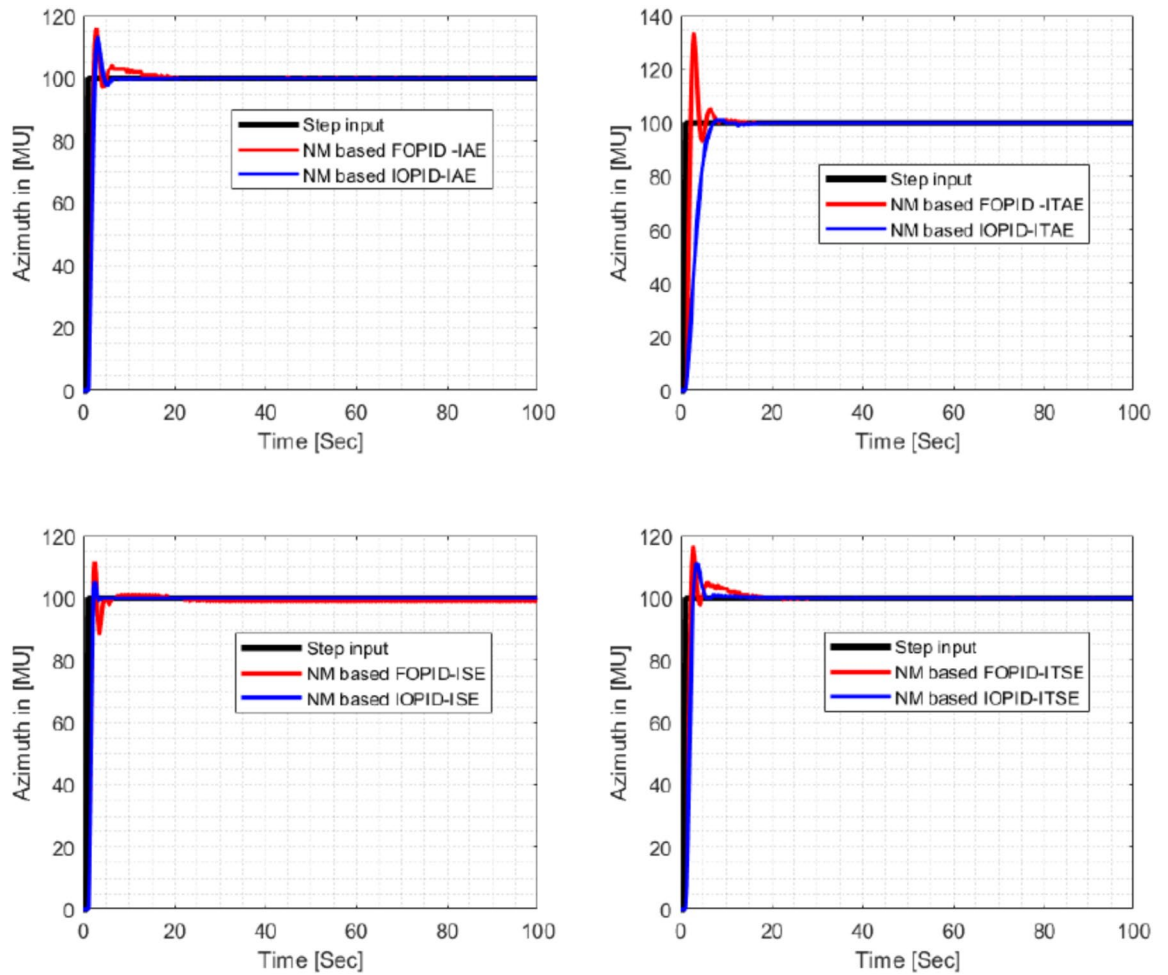 120
100
80
60
40
20
0
Azimuth in [MU]
Step input
NM based FOPID -IAE
NM based IOPID-IAE
0 20 40 60 80 100
Time [Sec]
140
120
100
80
60
40
20
0
Azimuth in [MU]
Step input
NM based FOPID -ITAE
NM based IOPID-ITAE
0 20 40 60 80 100
Time [Sec]
120
100
80
60
40
20
0
Azimuth in [MU]
Step input
NM based FOPID-ISE
NM based IOPID-ISE
0 20 40 60 80 100
Time [Sec]
120
100
80
60
40
20
0
Azimuth in [MU]
Step input
NM based FOPID-ITSE
NM based IOPID-ITSE
0 20 40 60 80 100
Time [Sec]